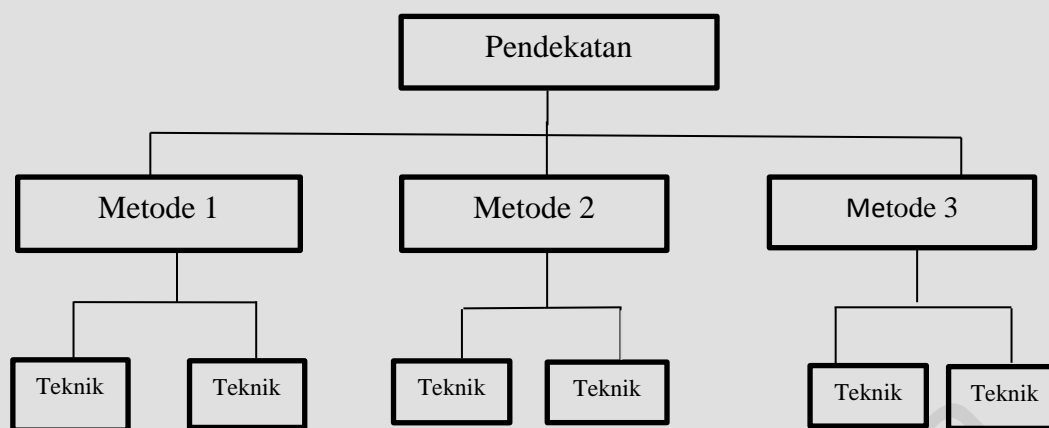 Pendekatan
Metode 1
Metode 2
Metode 3
Teknik
Teknik
Teknik
Teknik
Teknik
Teknik